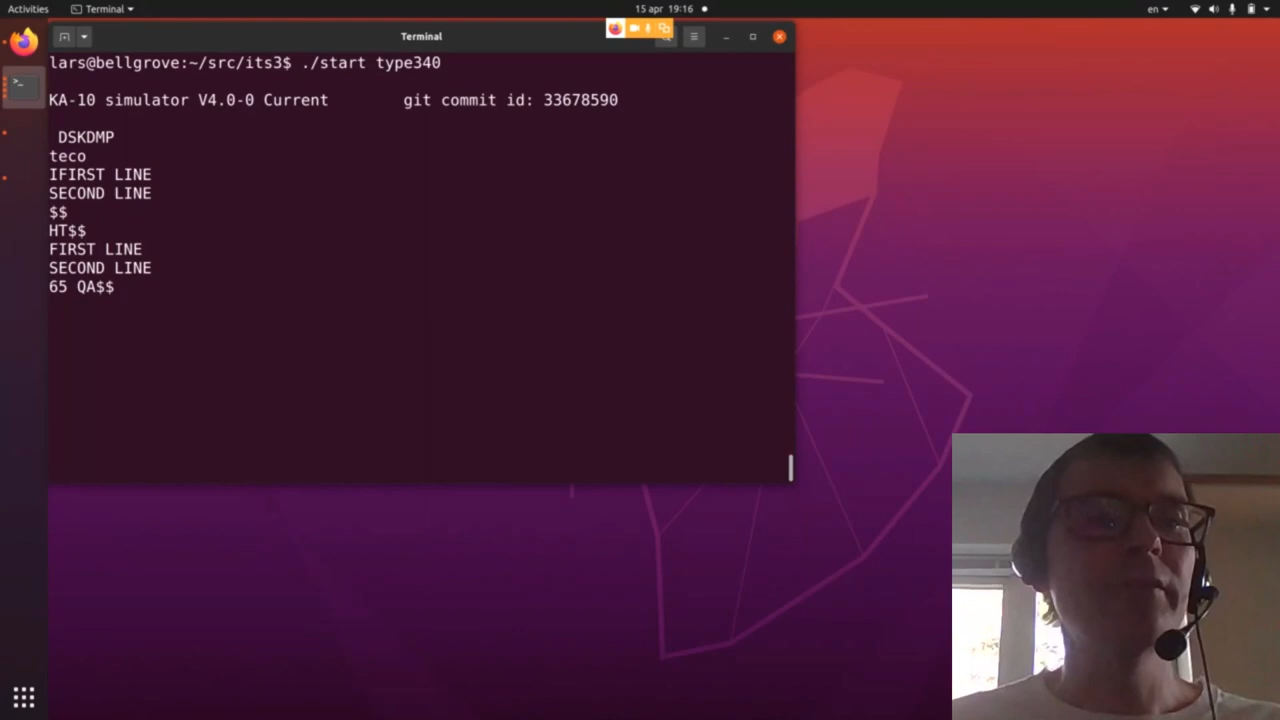 Activities
Terminal
15 apr 19:16
en
Terminal
lars@bellgrove:~/src/its3$ ./start type340
KA-10 simulator V4.0-0 Current git commit id: 33678590
DSKDMP
teco
IFIRST LINE
SECOND LINE
$$
HT$$
FIRST LINE
SECOND LINE
65 QA$$